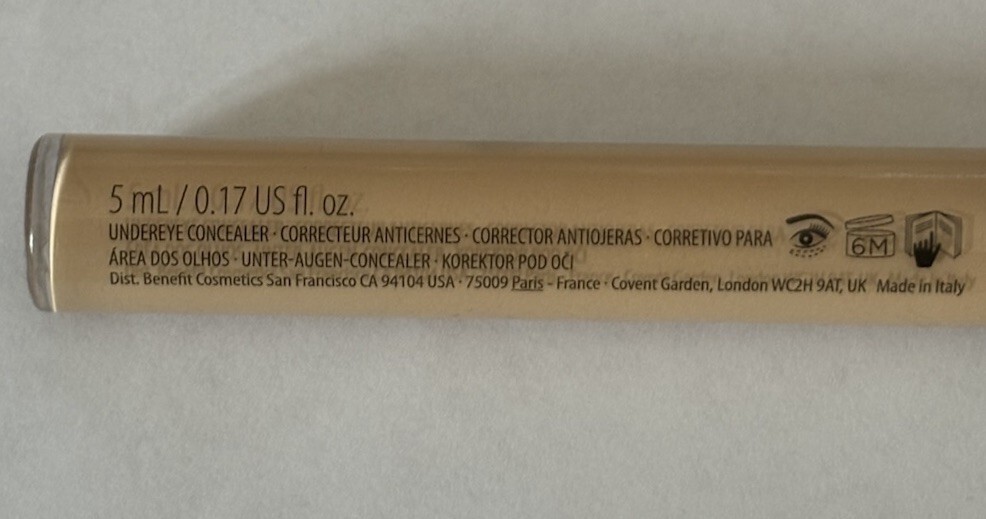 5 mL / 0.17 US fl. oz.
UNDEREYE CONCEALER · CORRECTEUR ANTICERNES · CORRECTOR ANTIOJERAS · CORRETIVO PARA
ÁREA DOS OLHOS · UNTER-AUGEN-CONCEALER · KOREKTOR POD OČI
Dist. Benefit Cosmetics San Francisco CA 94104 USA · 75009 Paris - France · Covent Garden, London WC2H 9AT, UK Made in Italy
6M